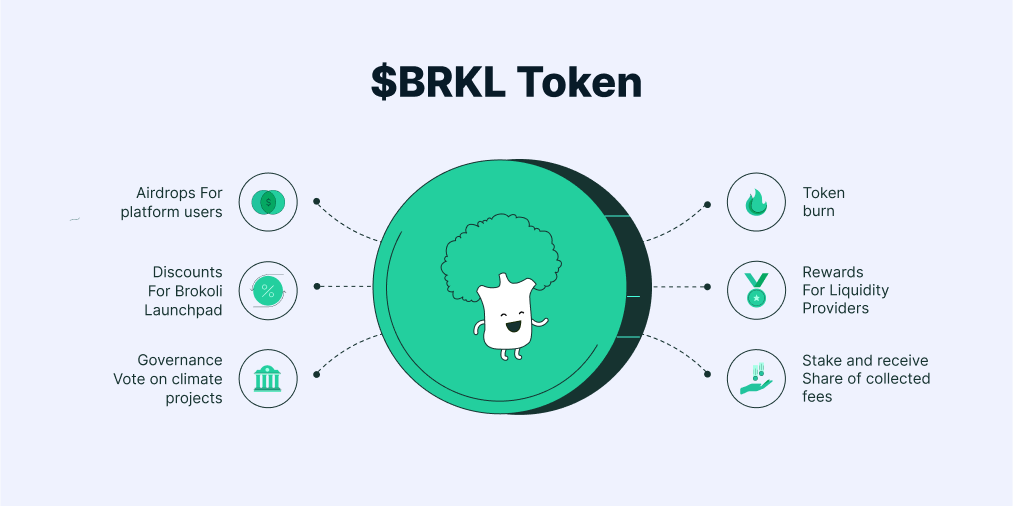 $BRKL Token
Airdrops For
platform users
Discounts
For Brokoli
Launchpad
Governance
Vote on climate
projects
$
%
Token
burn
Rewards
For Liquidity
Providers
Stake and receive
Share of collected
fees